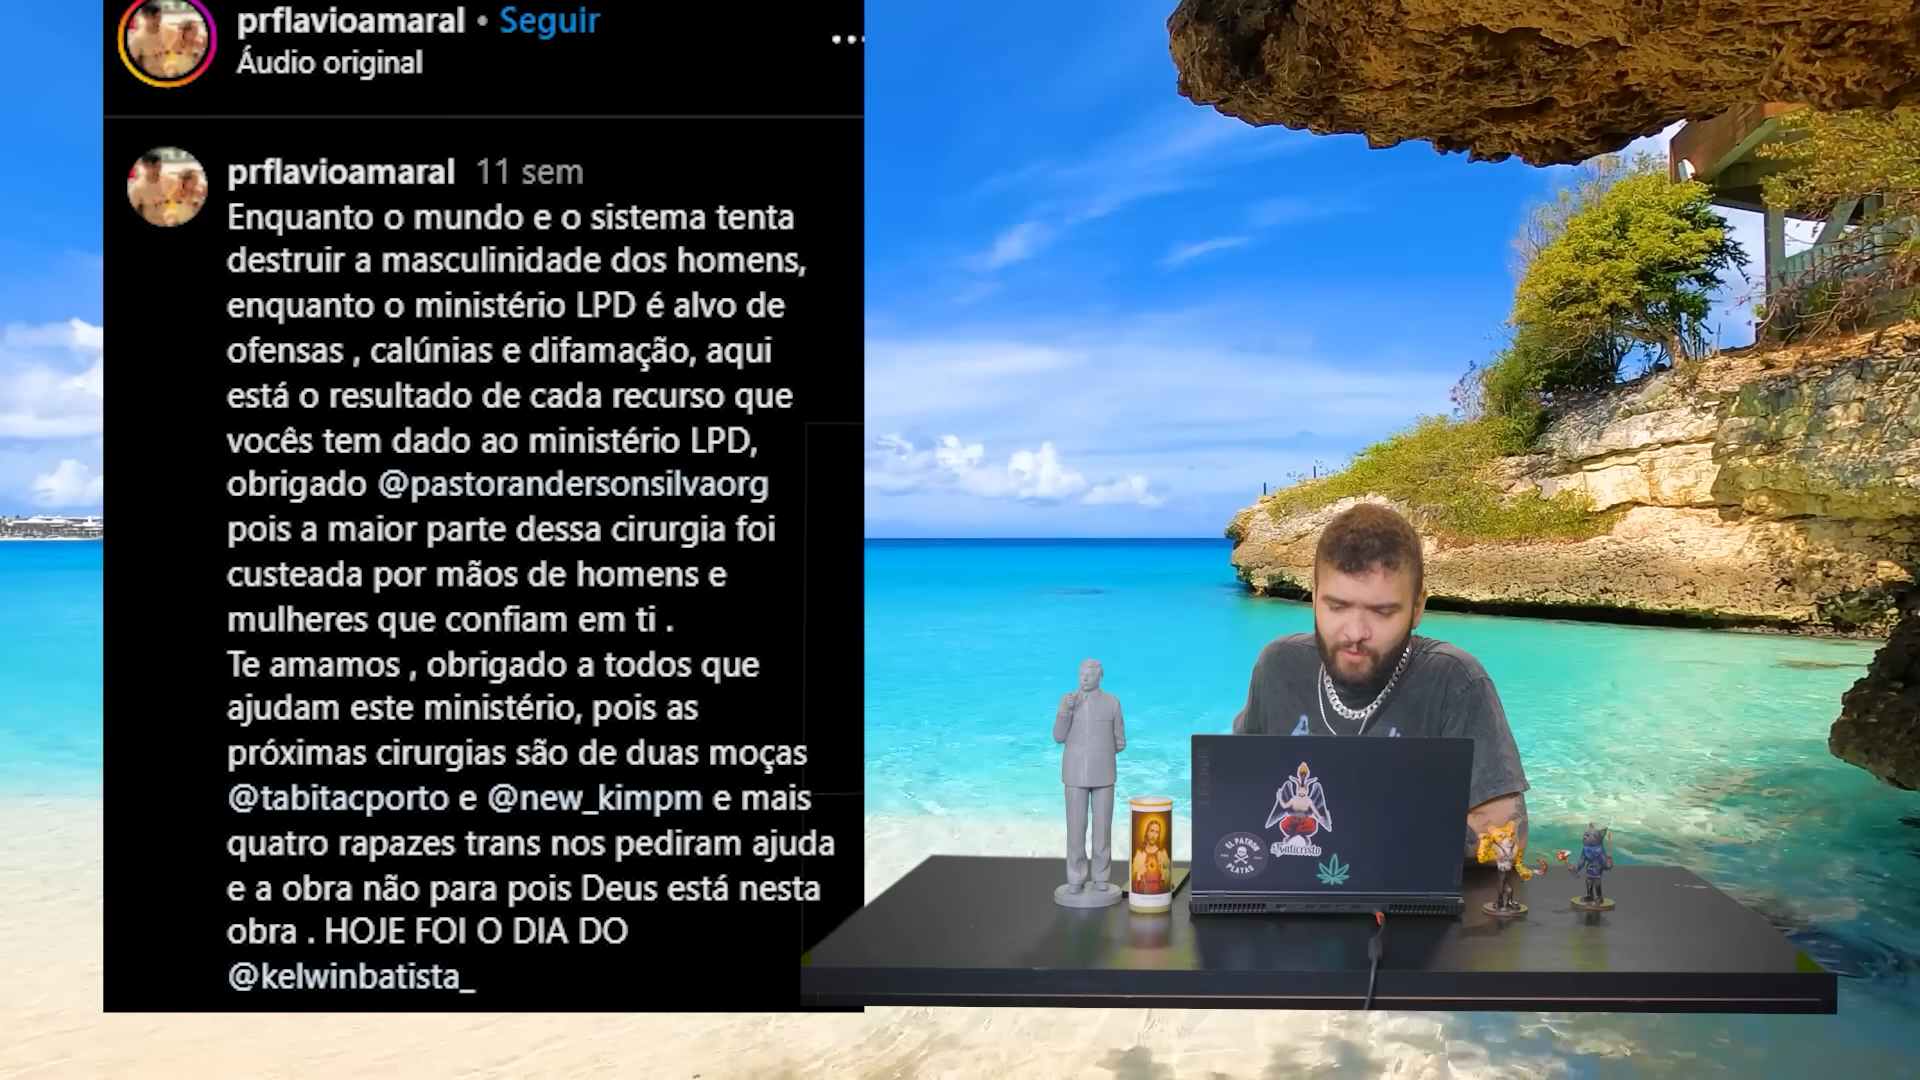 prflavioamaral • Seguir
Áudio original
prflavioamaral 11 sem
Enquanto o mundo e o sistema tenta
destruir a masculinidade dos homens,
enquanto o ministério LPD é alvo de
ofensas , calúnias e difamação, aqui
está o resultado de cada recurso que
vocês tem dado ao ministério LPD,
obrigado @pastorandersonsilvaorg
pois a maior parte dessa cirurgia foi
custeada por mãos de homens e
mulheres que confiam em ti .
Te amamos , obrigado a todos que
ajudam este ministério, pois as
próximas cirurgias são de duas moças
@tabitacporto e @new_kimpm e mais
quatro rapazes trans nos pediram ajuda
e a obra não para pois Deus está nesta
obra . HOJE FOI O DIA DO
@kelwinbatista_
EL PATRON
PLATAS
Anticristo